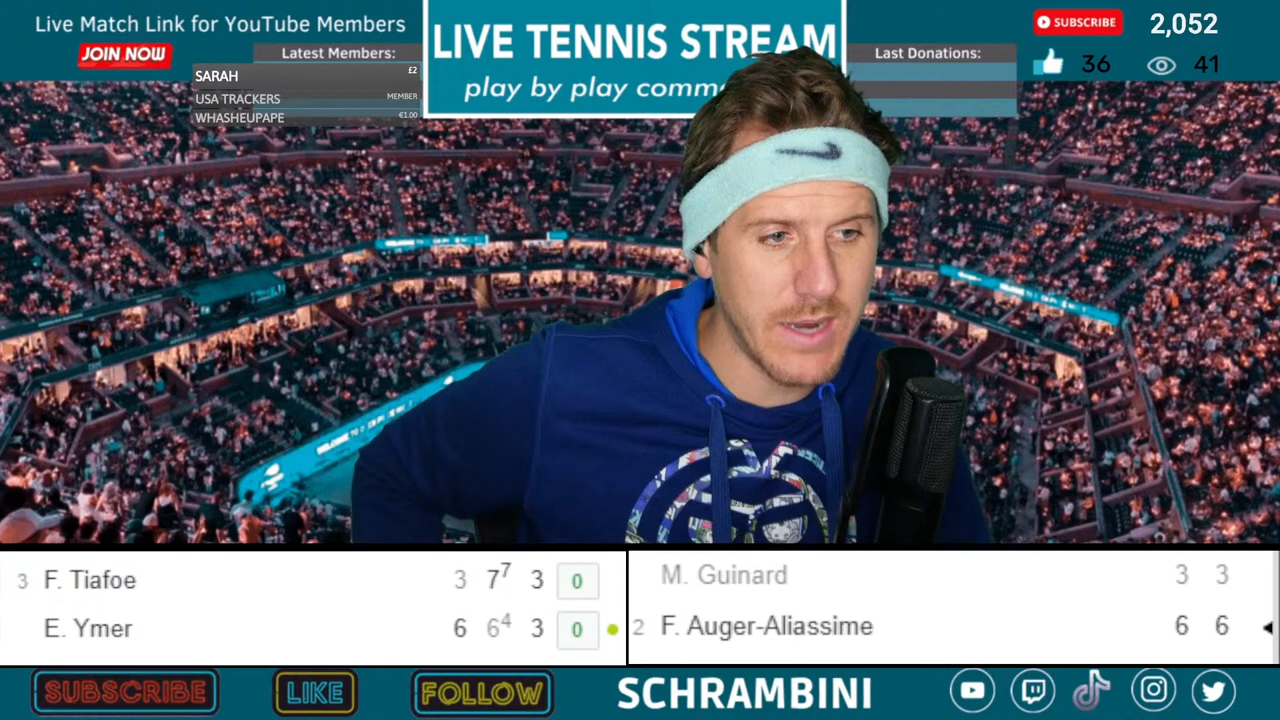 Live Match Link for YouTube Members
JOIN NOW
Latest Members:
SARAH £2
USA TRACKERS MEMBER
WHASHEUPAPE €1.00
LIVE TENNIS STREAM
play by play comme
Last Donations:
SUBSCRIBE 2,052
36 41
3 F. Tiafoe 3 7⁷ 3 0
E. Ymer 6 6⁴ 3 0
M. Guinard 3 3
2 F. Auger-Aliassime 6 6
SUBSCRIBE LIKE FOLLOW SCHRAMBINI